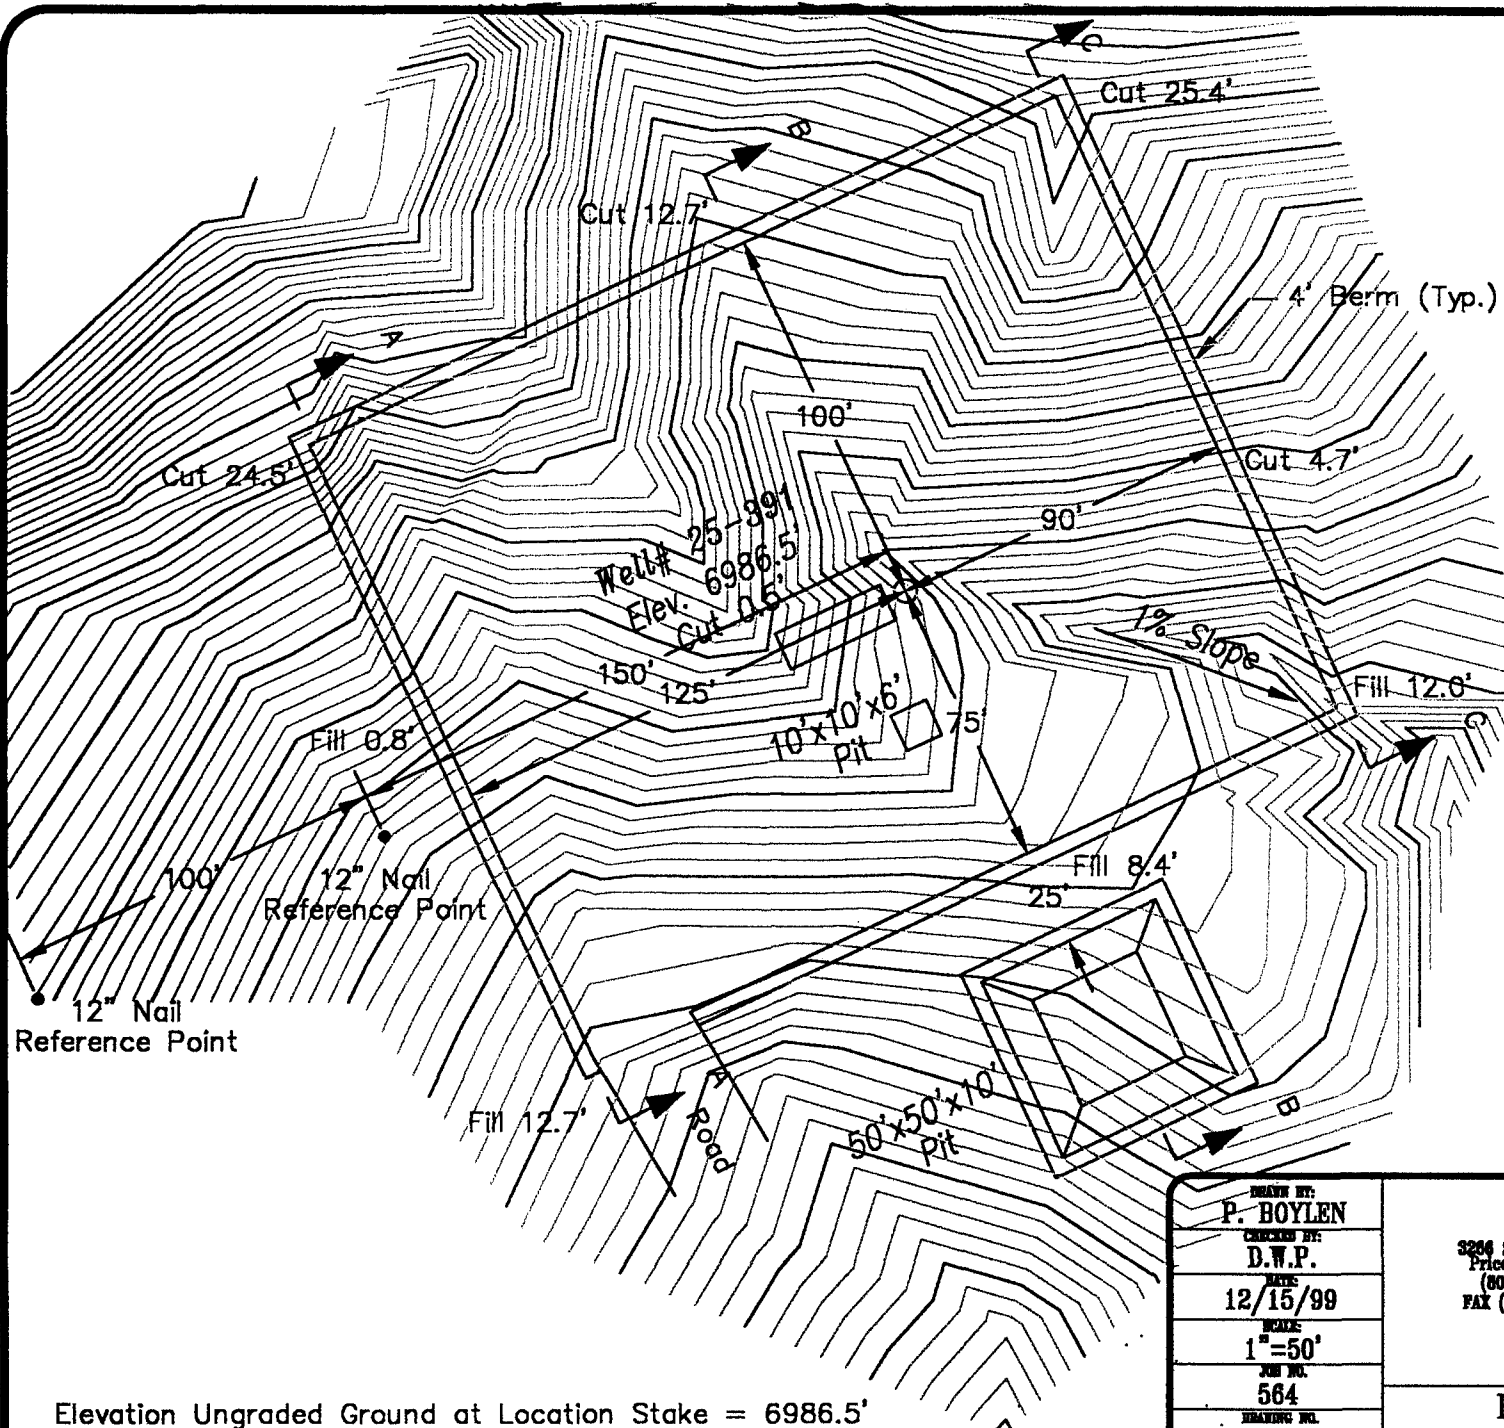 C
Cut 25.4'
B
Cut 12.7'
4' Berm (Typ.)
A
100'
Cut 4.7'
Cut 24.5'
90'
Well# 25-391
Elev. 6986.5'
Cut 0.5'
1% Slope
150'
125'
Fill 12.0'
10'x10'x6'
Pit
75'
C
Fill 0.8'
Fill 8.4'
100'
12" Nail
Reference Point
25'
12" Nail
Reference Point
A
Road
Fill 12.7'
50'x50'x10'
Pit
B
DRAWN BY:
P. BOYLEN
CHECKED BY:
D.W.P.
DATE:
12/15/99
SCALE:
1"=50'
JOB NO.
564
DRAWING NO.
3266
Price
FAX (
Elevation Ungraded Ground at Location Stake = 6986.5'